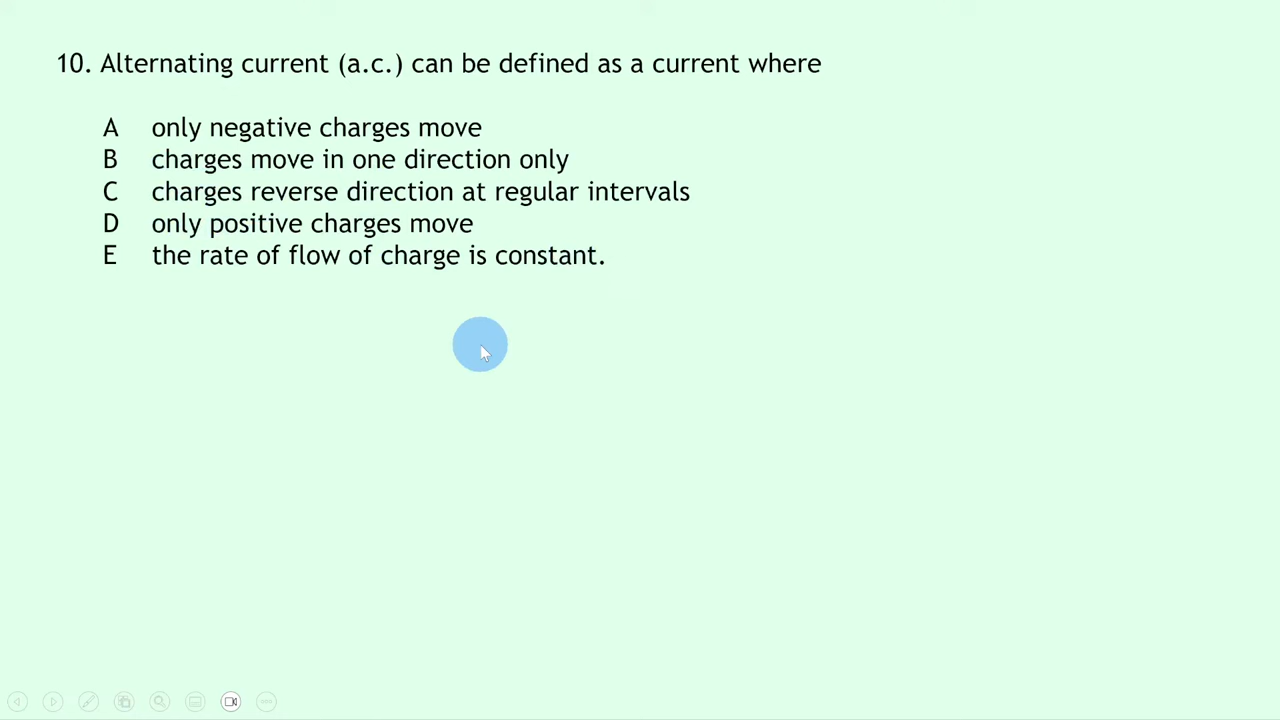 10. Alternating current (a.c.) can be defined as a current where
A only negative charges move
B charges move in one direction only
C charges reverse direction at regular intervals
D only positive charges move
E the rate of flow of charge is constant.